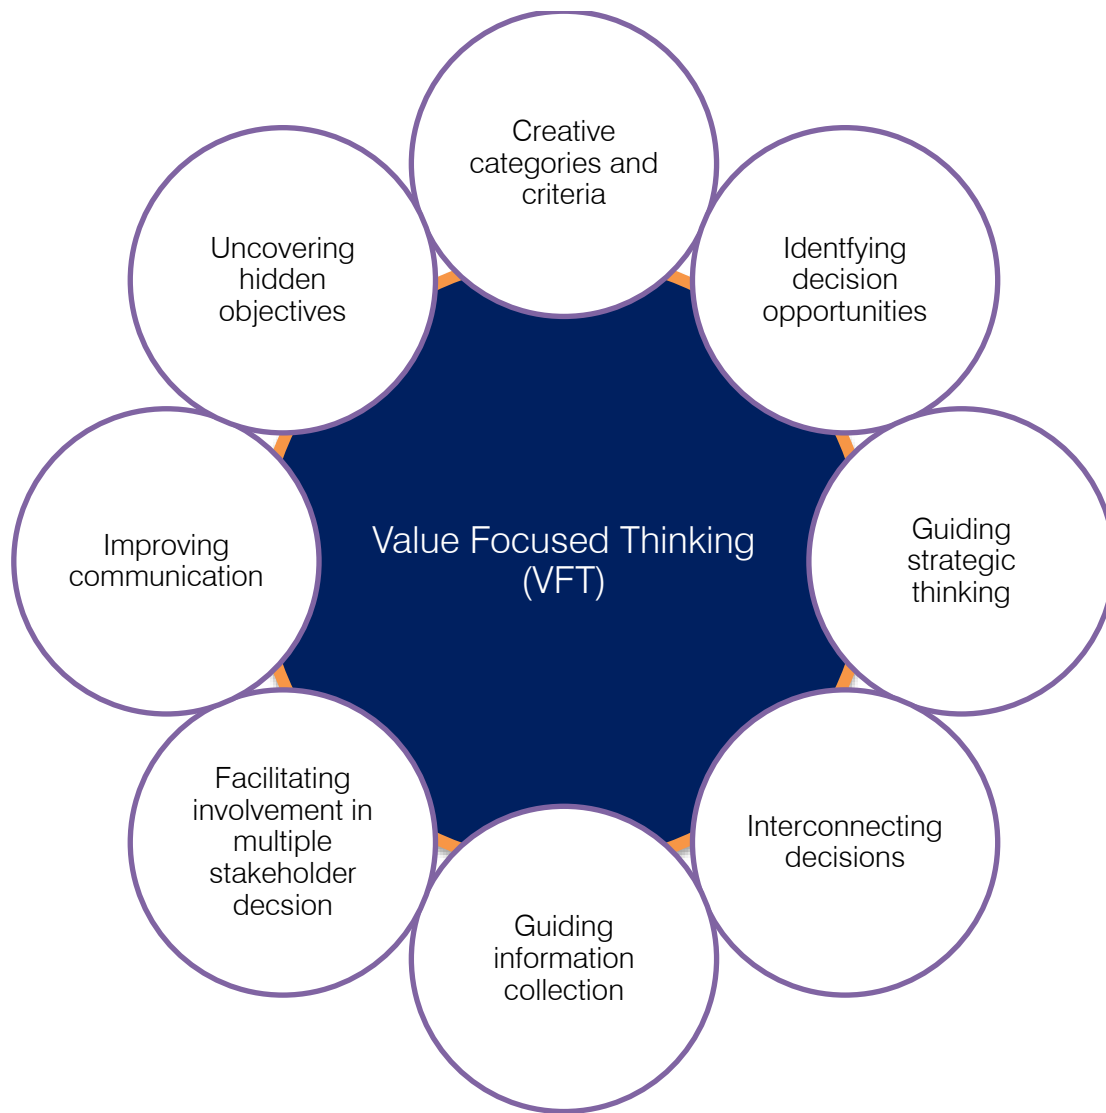 Creative
categories and
criteria
Identfying
decision
opportunities
Guiding
strategic
thinking
Interconnecting
decisions
Guiding
information
collection
Facilitating
involvement in
multiple
stakeholder
decsion
Improving
communication
Uncovering
hidden
objectives
Value Focused Thinking
(VFT)